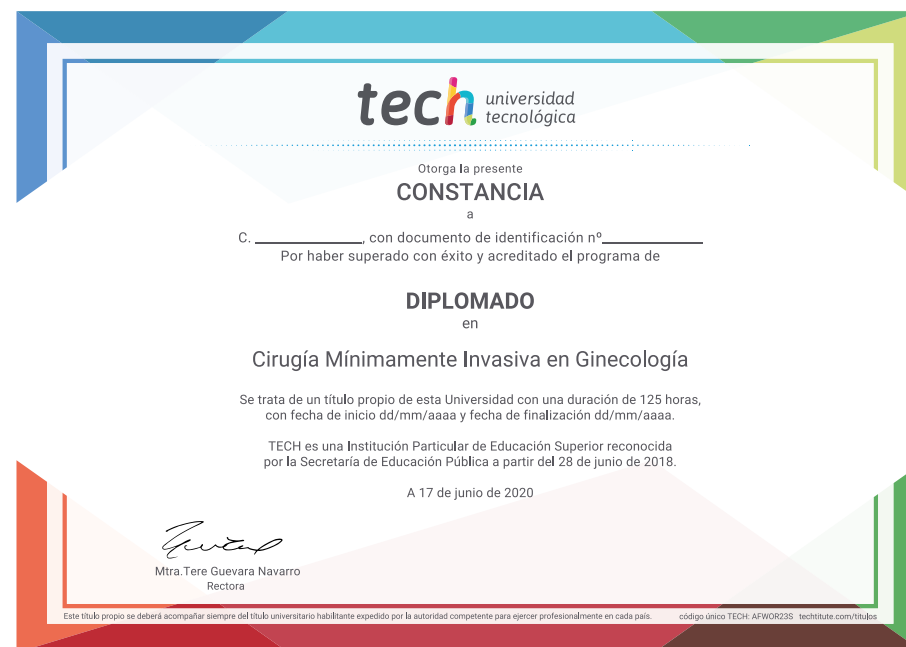 tech universidad
tecnológica
Otorga la presente
CONSTANCIA
a
C. ____________, con documento de identificación nº____________
Por haber superado con éxito y acreditado el programa de
DIPLOMADO
en
Cirugía Mínimamente Invasiva en Ginecología
Se trata de un título propio de esta Universidad con una duración de 125 horas,
con fecha de inicio dd/mm/aaaa y fecha de finalización dd/mm/aaaa.
TECH es una Institución Particular de Educación Superior reconocida
por la Secretaría de Educación Pública a partir del 28 de junio de 2018.
A 17 de junio de 2020
Mtra.Tere Guevara Navarro
Rectora
Este título propio se deberá acompañar siempre del título universitario habilitante expedido por la autoridad competente para ejercer profesionalmente en cada país. código único TECH: AFWOR23S techtitute.com/titulos